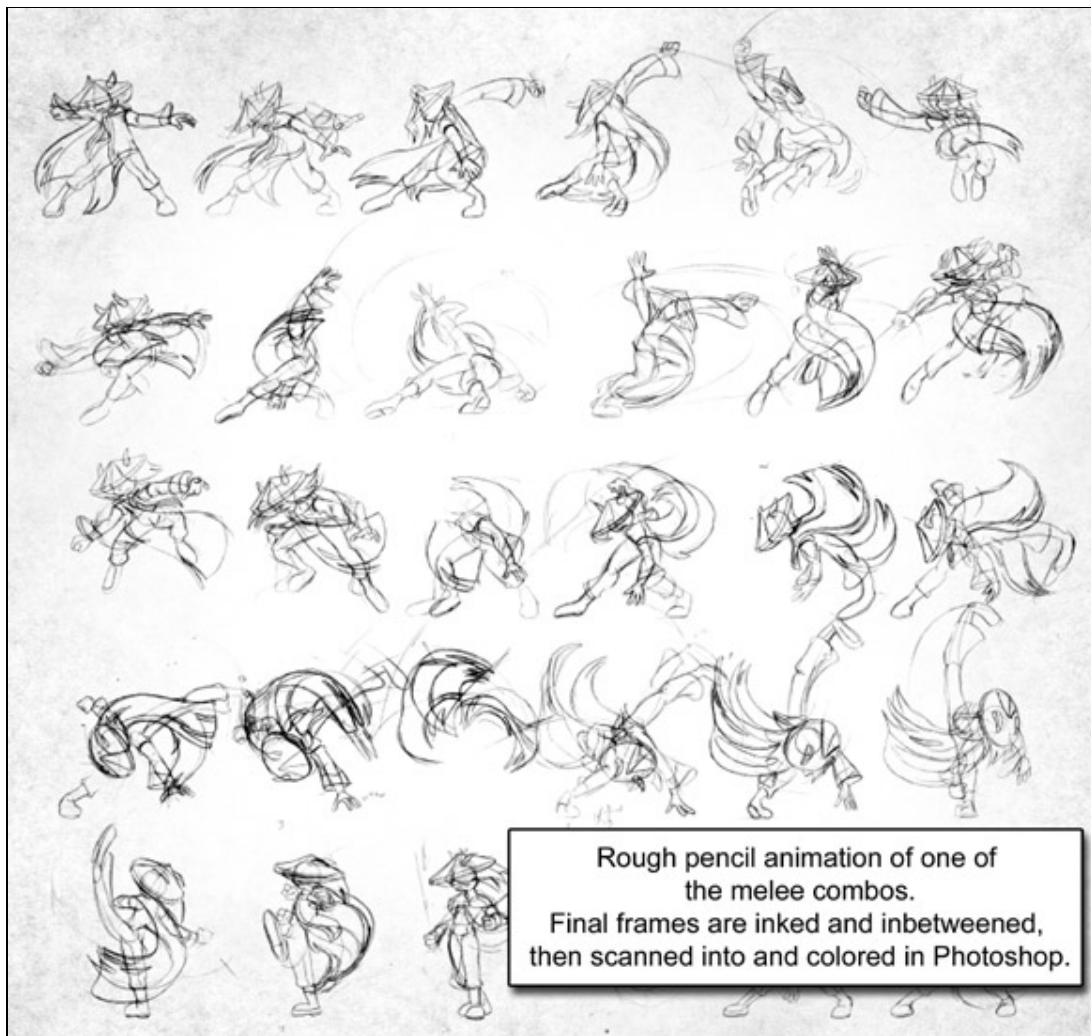 Rough pencil animation of one of
the melee combos.
Final frames are inked and inbetweened,
then scanned into and colored in Photoshop.